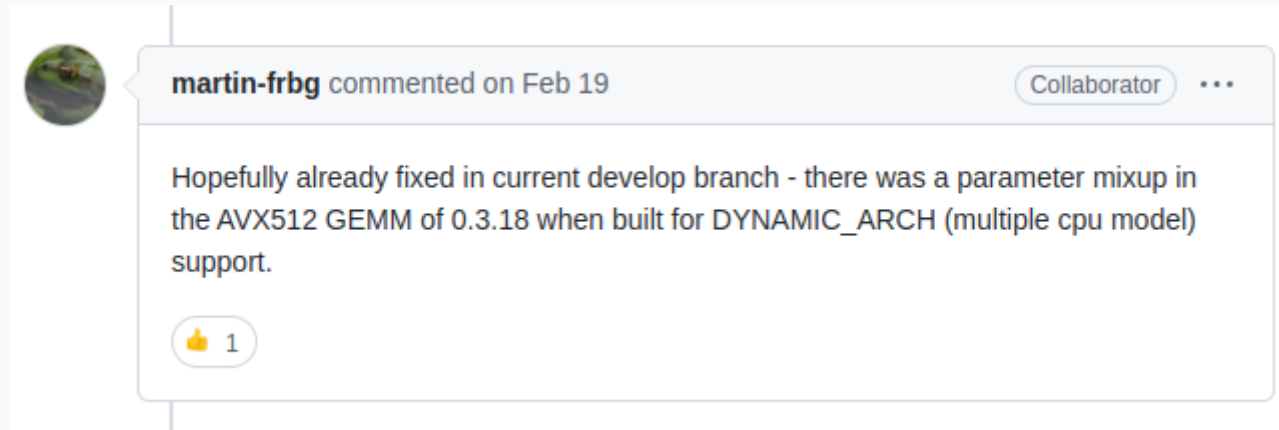 martin-frbg commented on Feb 19
Collaborator
Hopefully already fixed in current develop branch - there was a parameter mixup in
the AVX512 GEMM of 0.3.18 when built for DYNAMIC_ARCH (multiple cpu model)
support.
👍 1